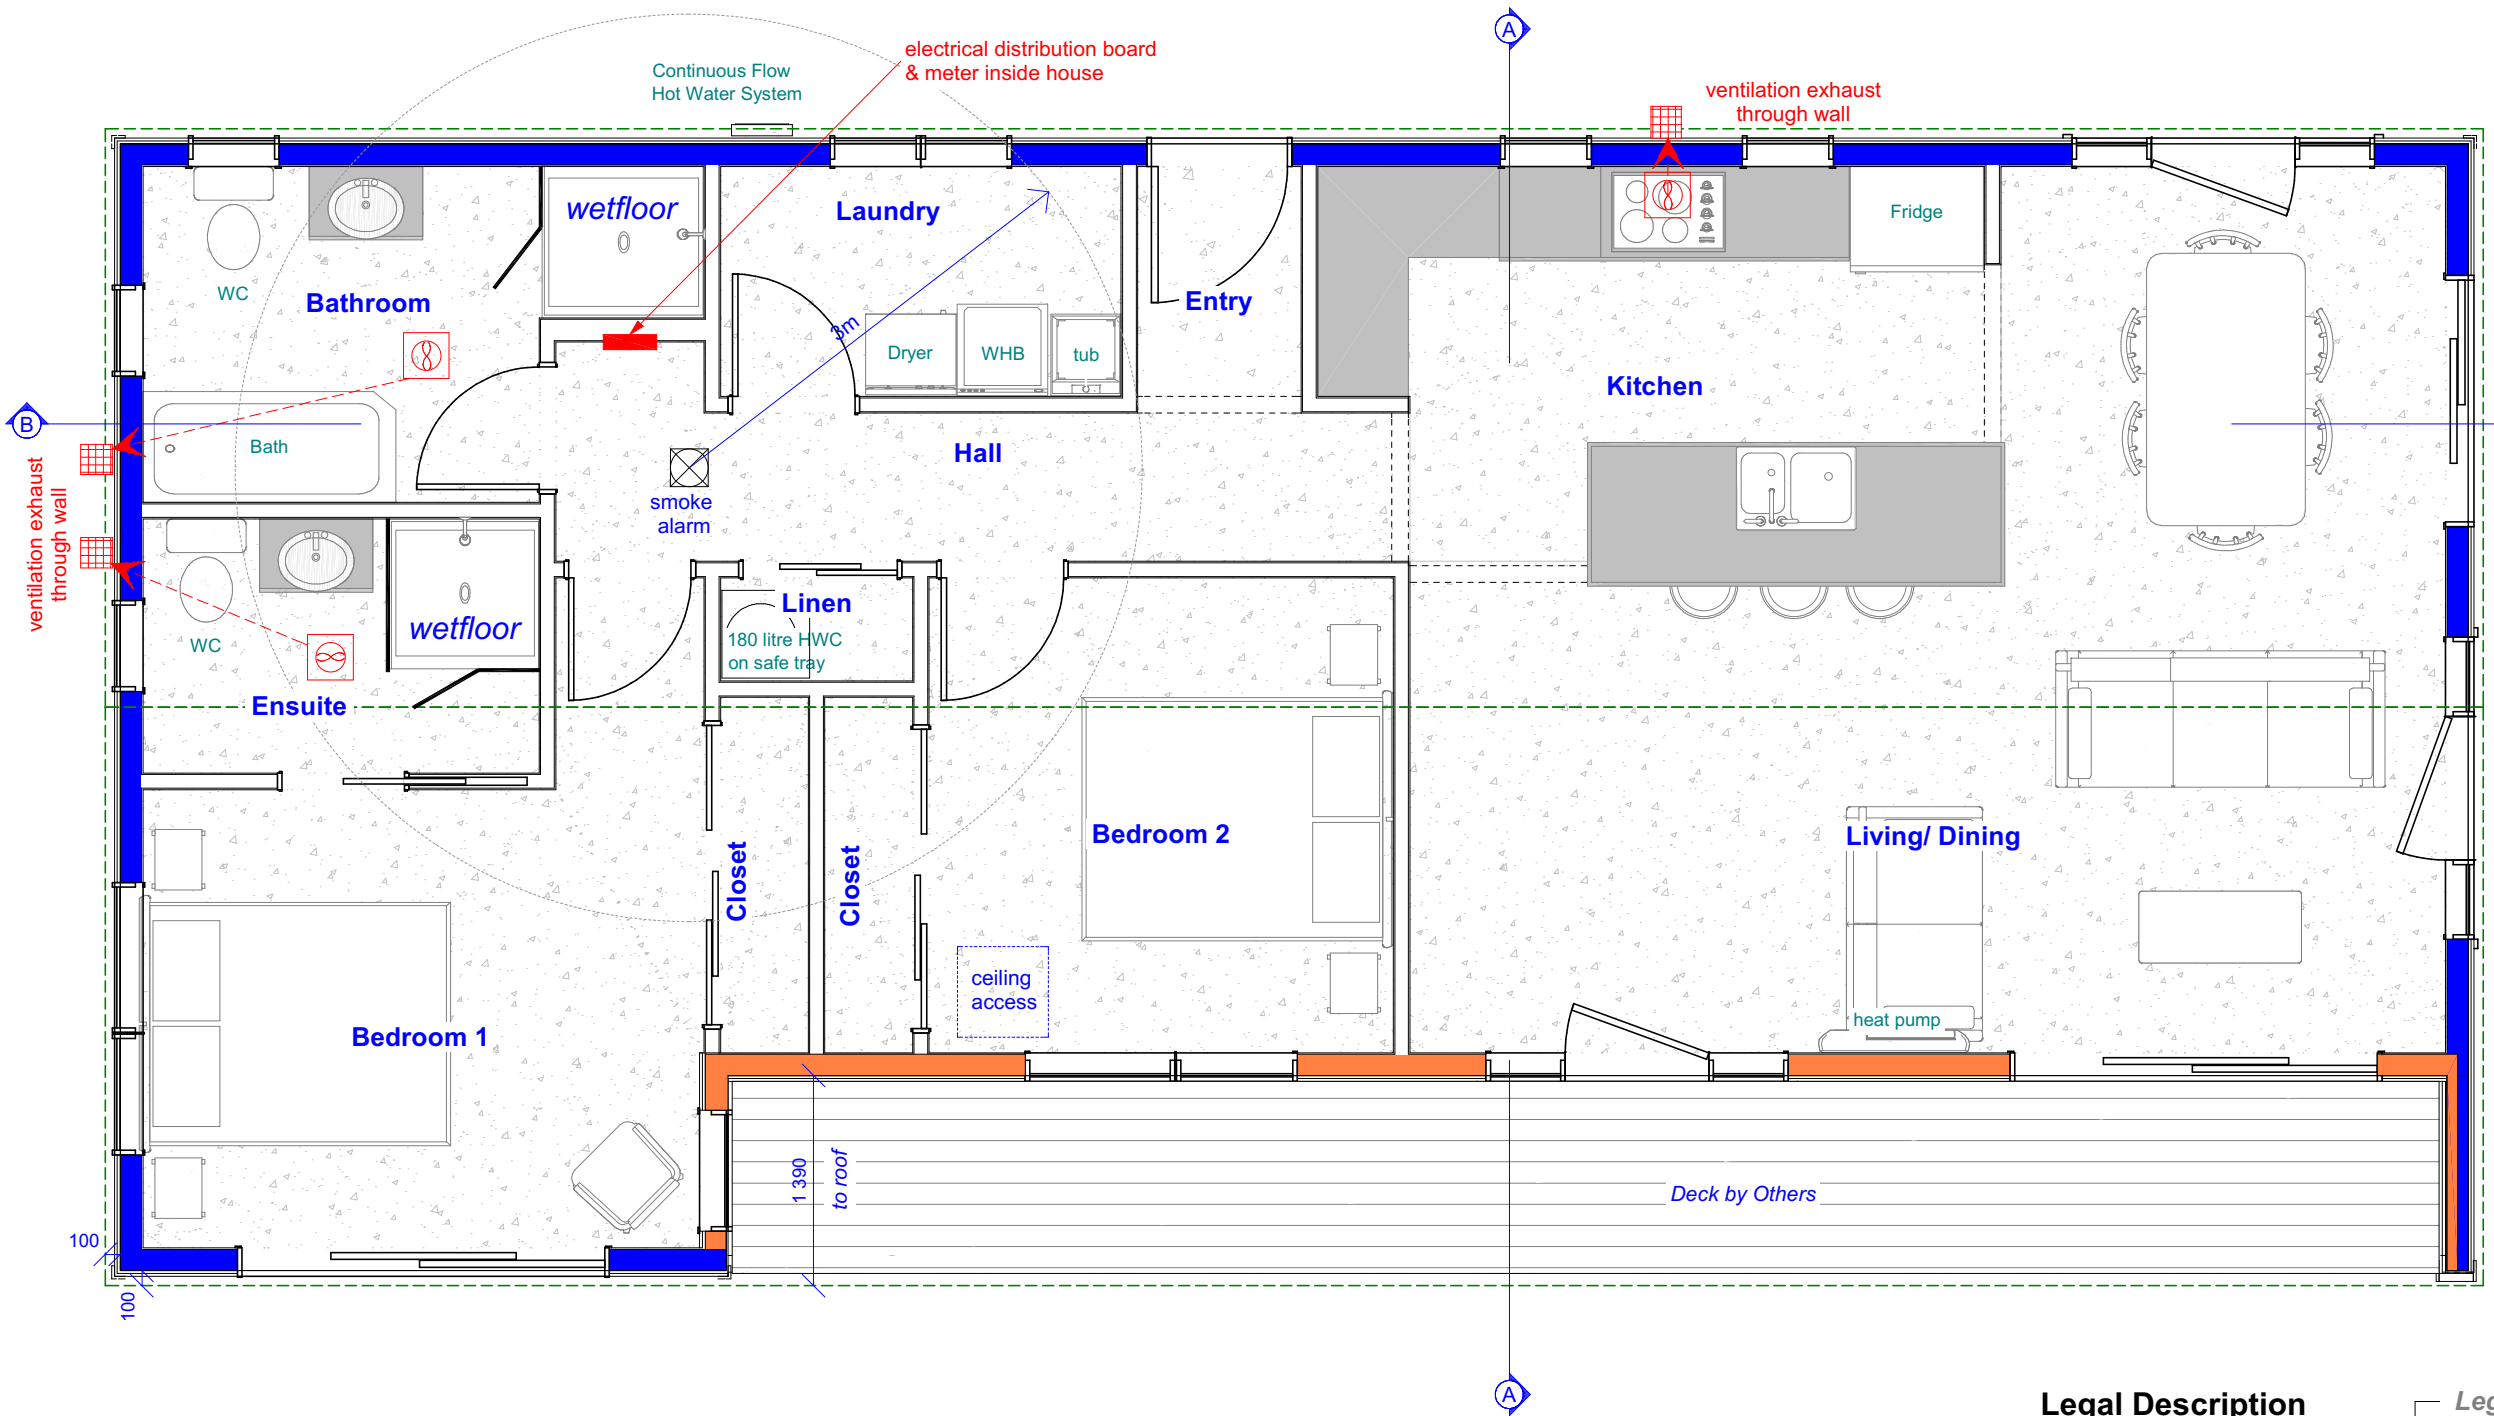 A
electrical distribution board
& meter inside house
Continuous Flow
Hot Water System
ventilation exhaust
through wall
wetfloor
Laundry
Fridge
WC
Bathroom
Entry
3m
Dryer
WHB
tub
Kitchen
B
Bath
Hall
ventilation exhaust
through wall
smoke
alarm
Linen
wetfloor
180 litre HWC
on safe tray
WC
Ensuite
Bedroom 2
Living/ Dining
Closet
Closet
ceiling
access
heat pump
Bedroom 1
1 390
to roof
Deck by Others
100
100
A
Legal Description
Leg